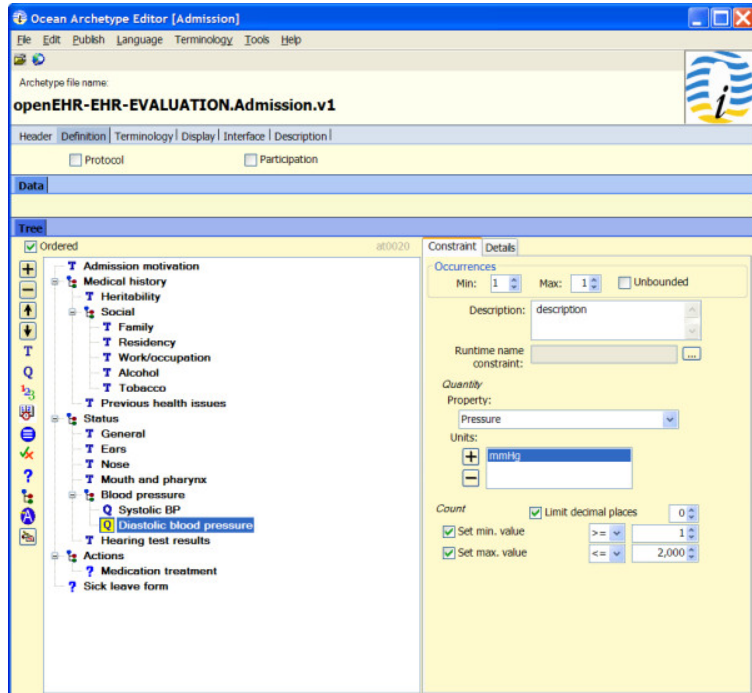 Ocean Archetype Editor [Admission]
File Edit Publish Language Terminology Tools Help
Archetype file name:
openEHR-EHR-EVALUATION.Admission.v1
Header Definition Terminology Display Interface Description
Protocol Participation
Data
Tree
Ordered at0020
T Admission motivation
Medical history
T Heritability
Social
T Family
T Residency
T Work/occupation
T Alcohol
T Tobacco
T Previous health issues
Status
T General
T Ears
T Nose
T Mouth and pharynx
Blood pressure
Q Systolic BP
Q Diastolic blood pressure
T Hearing test results
Actions
? Medication treatment
? Sick leave form
T
Q
123
?
A
Constraint Details
Occurrences
Min: 1 Max: 1 Unbounded
Description: description
Runtime name
constraint: ...
Quantity
Property:
Pressure
Units:
mmHg
Count Limit decimal places 0
Set min. value >= 1
Set max. value <= 2,000